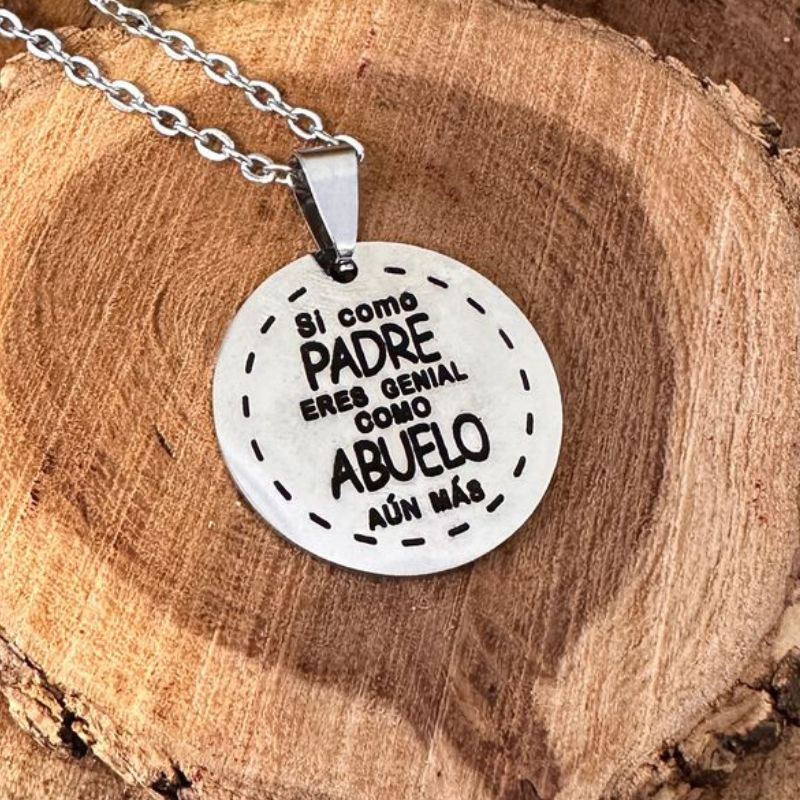 Si como
PADRE
ERES GENIAL
COMO
ABUELO
AÚN MÁS